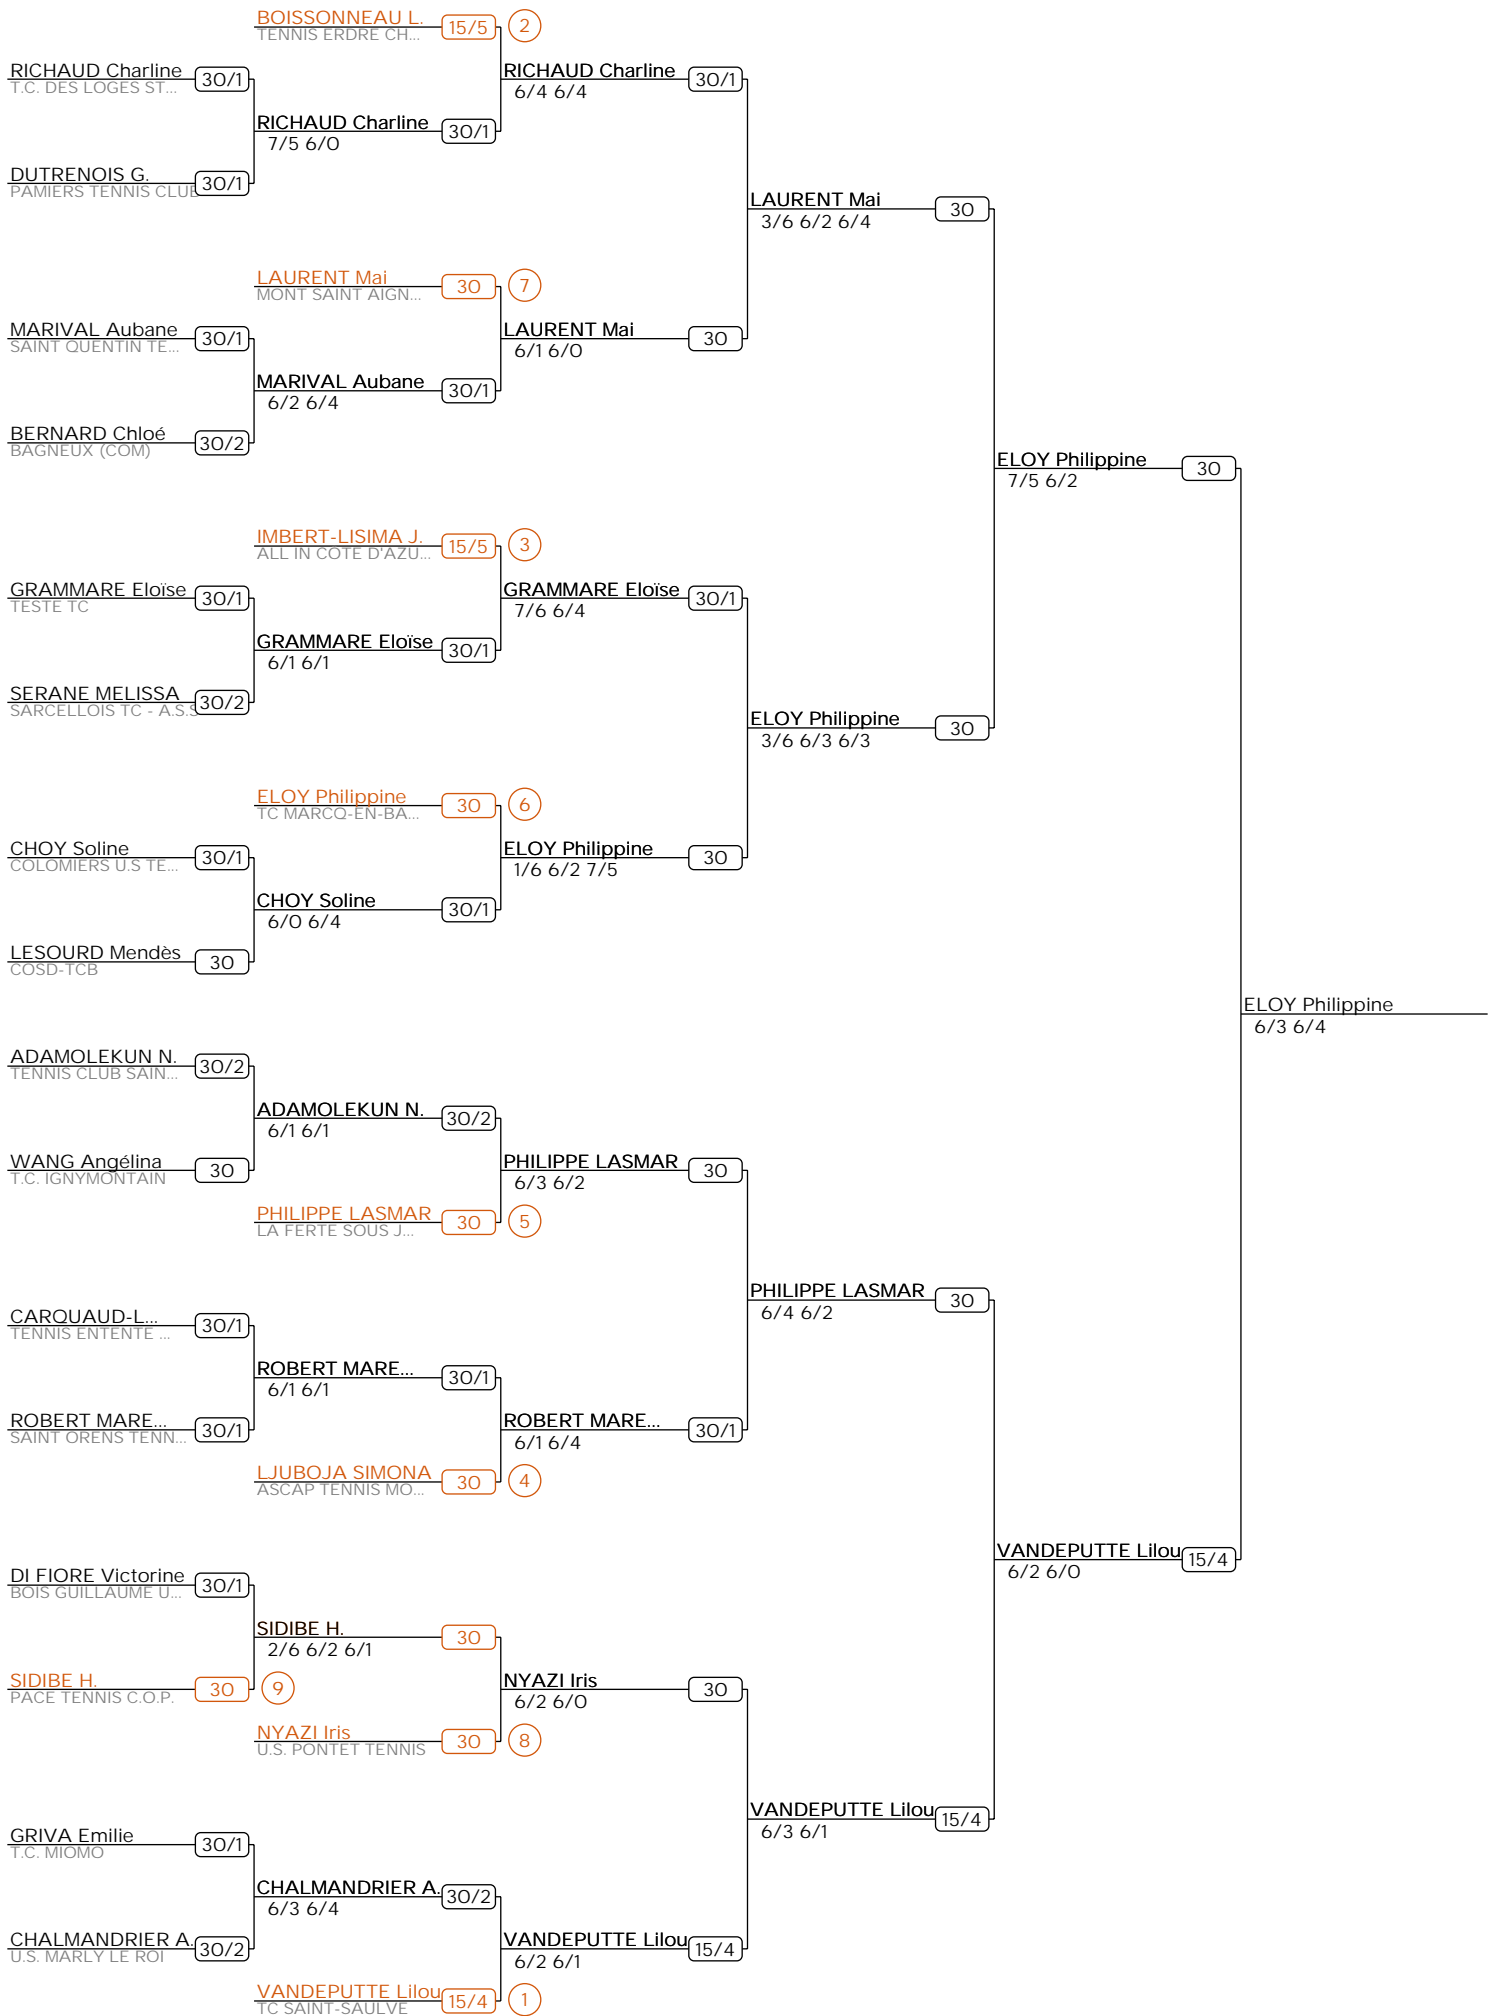 BOISSONNEAU L.
15/5
2
TENNIS ERDRE CH...
RICHAUD Charline
30/1
T.C. DES LOGES ST...
RICHAUD Charline
30/1
6/4 6/4
RICHAUD Charline
30/1
7/5 6/0
DUTRENOIS G.
30/1
PAMIERS TENNIS CLUB
LAURENT Mai
30
3/6 6/2 6/4
LAURENT Mai
30
7
MONT SAINT AIGN...
MARIVAL Aubane
30/1
SAINT QUENTIN TE...
LAURENT Mai
30
6/1 6/0
MARIVAL Aubane
30/1
6/2 6/4
BERNARD Chloé
30/2
BAGNEUX (COM)
ELOY Philippine
30
7/5 6/2
IMBERT-LISIMA J.
15/5
3
ALL IN COTE D'AZU...
GRAMMARE Eloïse
30/1
TESTE TC
GRAMMARE Eloïse
30/1
7/6 6/4
GRAMMARE Eloïse
30/1
6/1 6/1
SERANE MELISSA
30/2
SARCELLOIS TC - A.S.S
ELOY Philippine
30
3/6 6/3 6/3
ELOY Philippine
30
6
TC MARCQ-EN-BA...
CHOY Soline
30/1
COLOMIERS U.S TE...
ELOY Philippine
30
1/6 6/2 7/5
CHOY Soline
30/1
6/0 6/4
LESOURD Mendès
30
COSD-TCB
ELOY Philippine
6/3 6/4
ADAMOLEKUN N.
30/2
TENNIS CLUB SAIN...
ADAMOLEKUN N.
30/2
6/1 6/1
WANG Angélina
30
T.C. IGNYMONTAIN
PHILIPPE LASMAR
30
6/3 6/2
PHILIPPE LASMAR
30
5
LA FERTE SOUS J...
PHILIPPE LASMAR
30
6/4 6/2
CARQUAUD-L...
30/1
TENNIS ENTENTE ...
ROBERT MARE...
30/1
6/1 6/1
ROBERT MARE...
30/1
SAINT ORENS TENN...
ROBERT MARE...
30/1
6/1 6/4
LJUBOJA SIMONA
30
4
ASCAP TENNIS MO...
VANDEPUTTE Lilou
15/4
6/2 6/0
DI FIORE Victorine
30/1
BOIS GUILLAUME U...
SIDIBE H.
30
2/6 6/2 6/1
SIDIBE H.
30
9
PACE TENNIS C.O.P.
NYAZI Iris
30
6/2 6/0
NYAZI Iris
30
8
U.S. PONTET TENNIS
VANDEPUTTE Lilou
15/4
6/3 6/1
GRIVA Emilie
30/1
T.C. MIOMO
CHALMANDRIER A.
30/2
6/3 6/4
CHALMANDRIER A.
30/2
U.S. MARLY LE ROI
VANDEPUTTE Lilou
15/4
6/2 6/1
VANDEPUTTE Lilou
15/4
1
TC SAINT-SAULVE